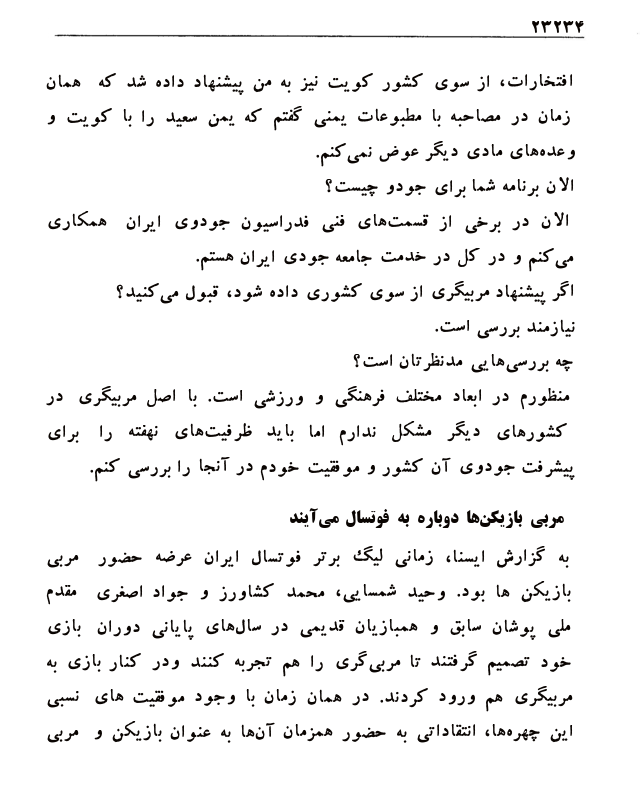 ۲۳۲۳۴
افتخارات، از سوی کشور کویت نیز به من پیشنهاد داده شد که همان
زمان در مصاحبه با مطبوعات یمنی گفتم که یمن سعید را با کویت و
وعده‌های مادی دیگر عوض نمی‌کنم.
الان برنامه شما برای جودو چیست؟
الان در برخی از قسمت‌های فنی فدراسیون جودوی ایران همکاری
می‌کنم و در کل در خدمت جامعه جودی ایران هستم.
اگر پیشنهاد مربیگری از سوی کشوری داده شود، قبول می‌کنید؟
نیازمند بررسی است.
چه بررسی‌هایی مدنظرتان است؟
منظورم در ابعاد مختلف فرهنگی و ورزشی است. با اصل مربیگری در
کشورهای دیگر مشکل ندارم اما باید ظرفیت‌های نهفته را برای
پیشرفت جودوی آن کشور و موفقیت خودم در آنجا را بررسی کنم.
مربی بازیکن‌ها دوباره به فوتسال می‌آیند
به گزارش ایسنا، زمانی لیگ برتر فوتسال ایران عرضه حضور مربی
بازیکن ها بود. وحید شمسایی، محمد کشاورز و جواد اصغری مقدم
ملی پوشان سابق و همبازیان قدیمی در سال‌های پایانی دوران بازی
خود تصمیم گرفتند تا مربی‌گری را هم تجربه کنند ودر کنار بازی به
مربیگری هم ورود کردند. در همان زمان با وجود موفقیت های نسبی
این چهره‌ها، انتقاداتی به حضور همزمان آن‌ها به عنوان بازیکن و مربی